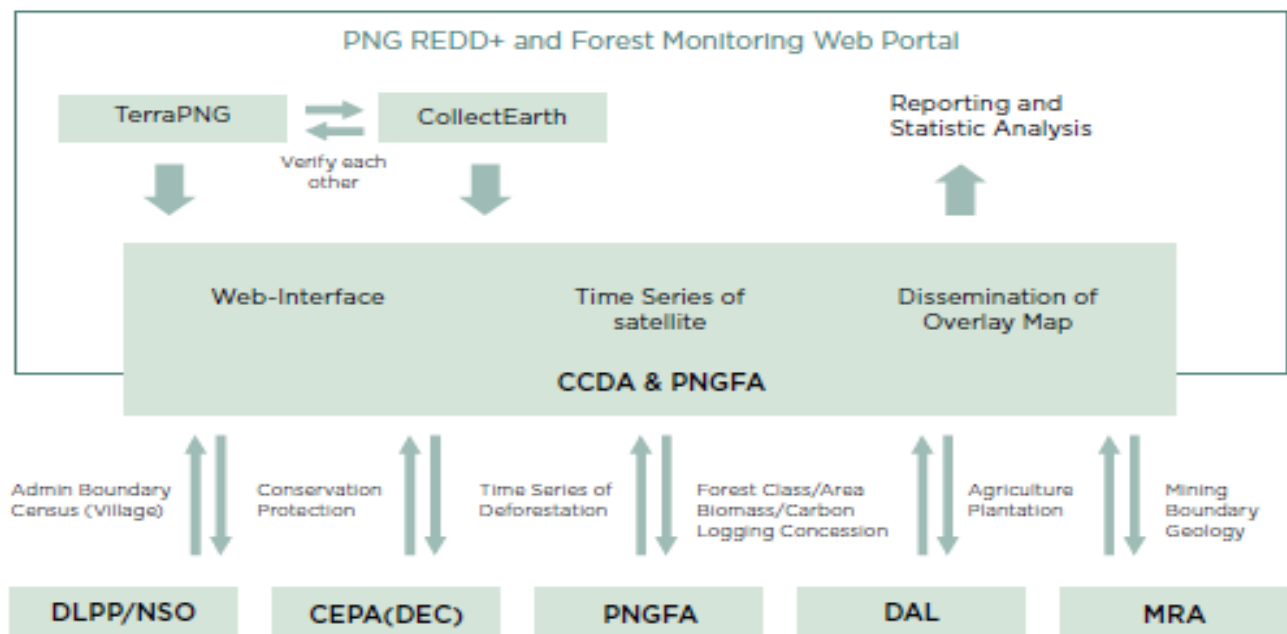 PNG REDD+ and Forest Monitoring Web Portal
TerraPNG
CollectEarth
Verify each
other
Reporting and
Statistic Analysis
Web-Interface
Time Series of
satellite
Dissemination of
Overlay Map
CCDA & PNGFA
Admin Boundary
Census (Village)
Conservation
Protection
Time Series of
Deforestation
Forest Class/Area
Biomass/Carbon
Logging Concession
Agriculture
Plantation
Mining
Boundary
Geology
DLPP/NSO
CEPA(DEC)
PNGFA
DAL
MRA